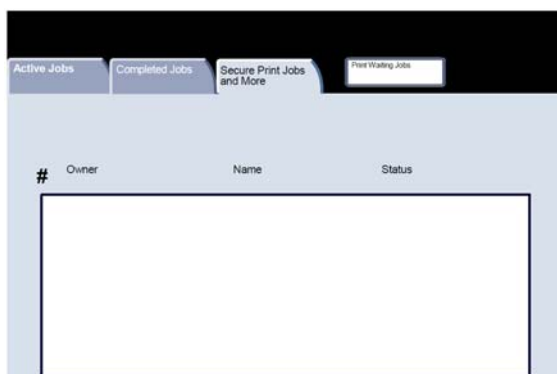 Active Jobs
Completed Jobs
Secure Print Jobs
and More
Print Waiting Jobs
# Owner Name Status